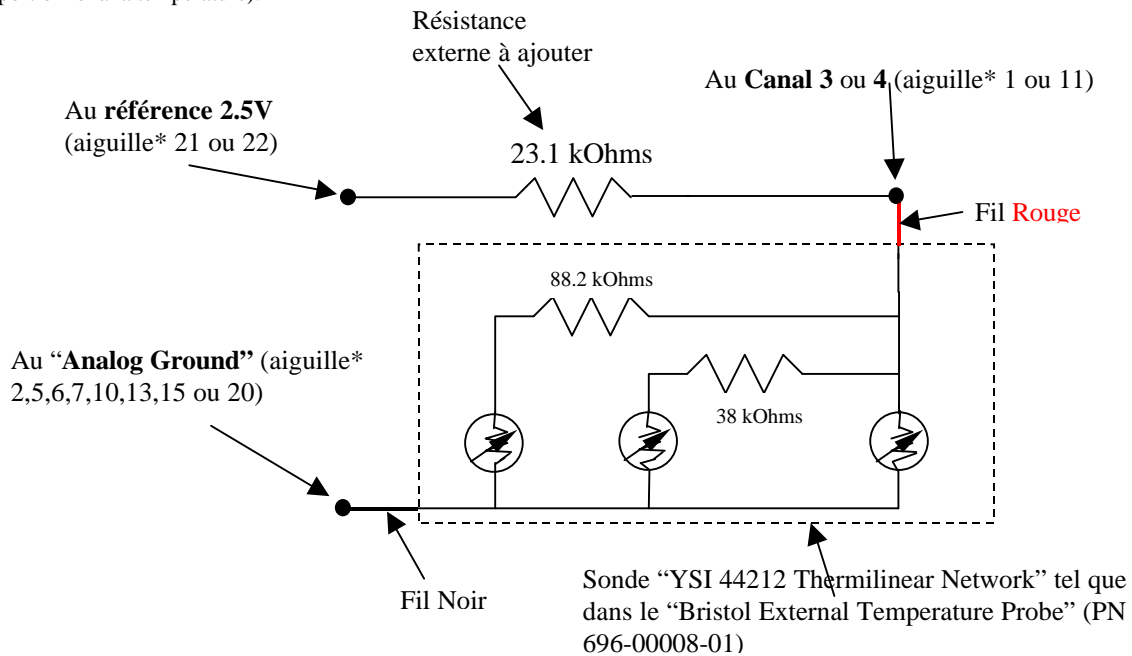 Résistance
externe à ajouter
Au Canal 3 ou 4 (aiguille* 1 ou 11)
Au référence 2.5V
(aiguille* 21 ou 22)
23.1 kOhms
Fil Rouge
88.2 kOhms
Au “Analog Ground” (aiguille*
2,5,6,7,10,13,15 ou 20)
38 kOhms
Fil Noir
Sonde “YSI 44212 Thermilinear Network” tel que
dans le “Bristol External Temperature Probe” (PN
696-00008-01)